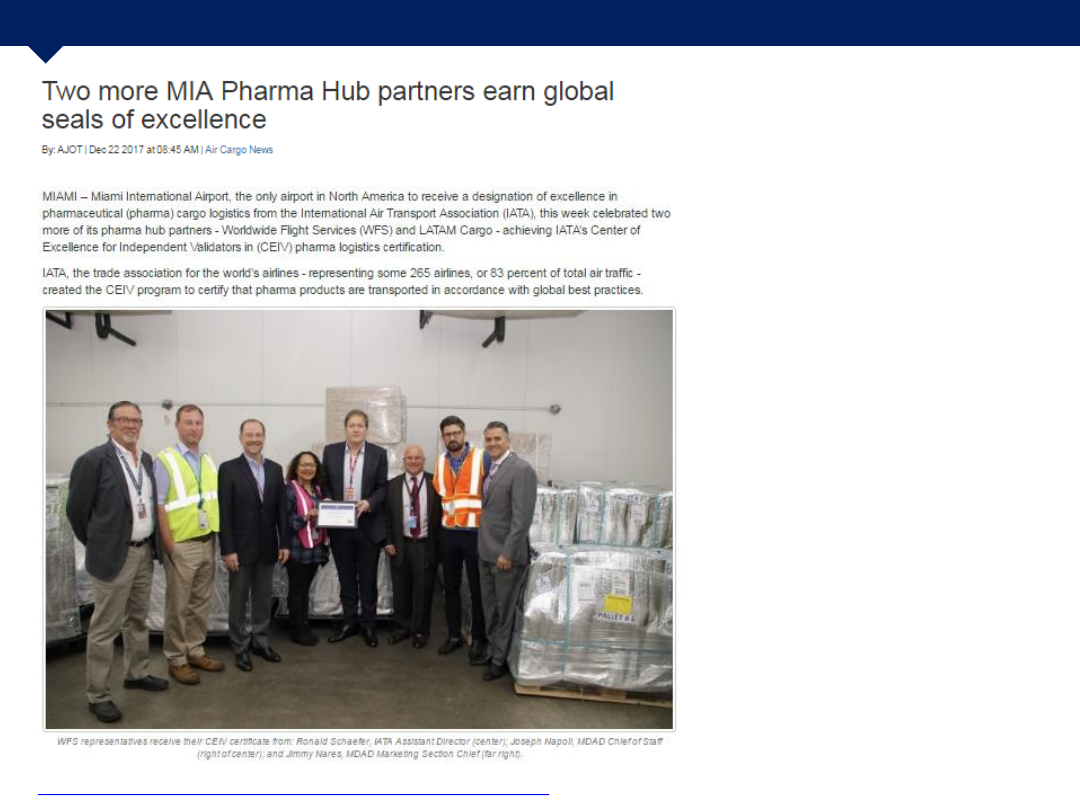 Two more MIA Pharma Hub partners earn global
seals of excellence
By: AJOT | Dec 22 2017 at 08:45 AM | Air Cargo News
MIAMI – Miami International Airport, the only airport in North America to receive a designation of excellence in
pharmaceutical (pharma) cargo logistics from the International Air Transport Association (IATA), this week celebrated two
more of its pharma hub partners - Worldwide Flight Services (WFS) and LATAM Cargo - achieving IATA's Center of
Excellence for Independent Validators in (CEIV) pharma logistics certification.
IATA, the trade association for the world's airlines - representing some 265 airlines, or 83 percent of total air traffic -
created the CEIV program to certify that pharma products are transported in accordance with global best practices.
PALLET # 6
WFS representatives receive their CEIV certificate from: Ronald Schaefer, IATA Assistant Director (center); Joseph Napoli, MDAD Chief of Staff
(right of center); and Jimmy Nares, MDAD Marketing Section Chief (far right).